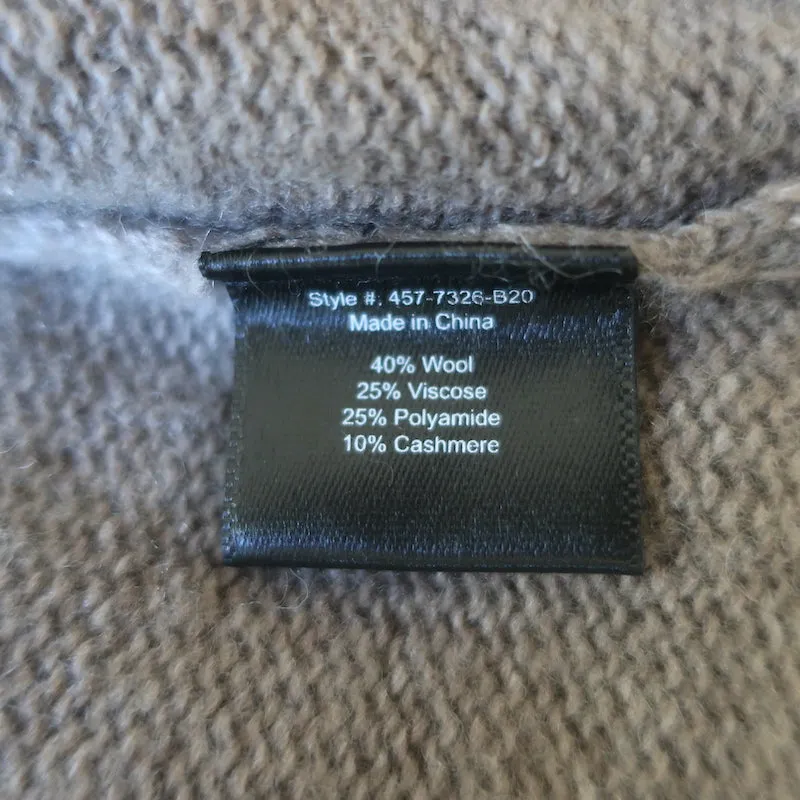 Style #. 457-7326-B20
Made in China
40% Wool
25% Viscose
25% Polyamide
10% Cashmere